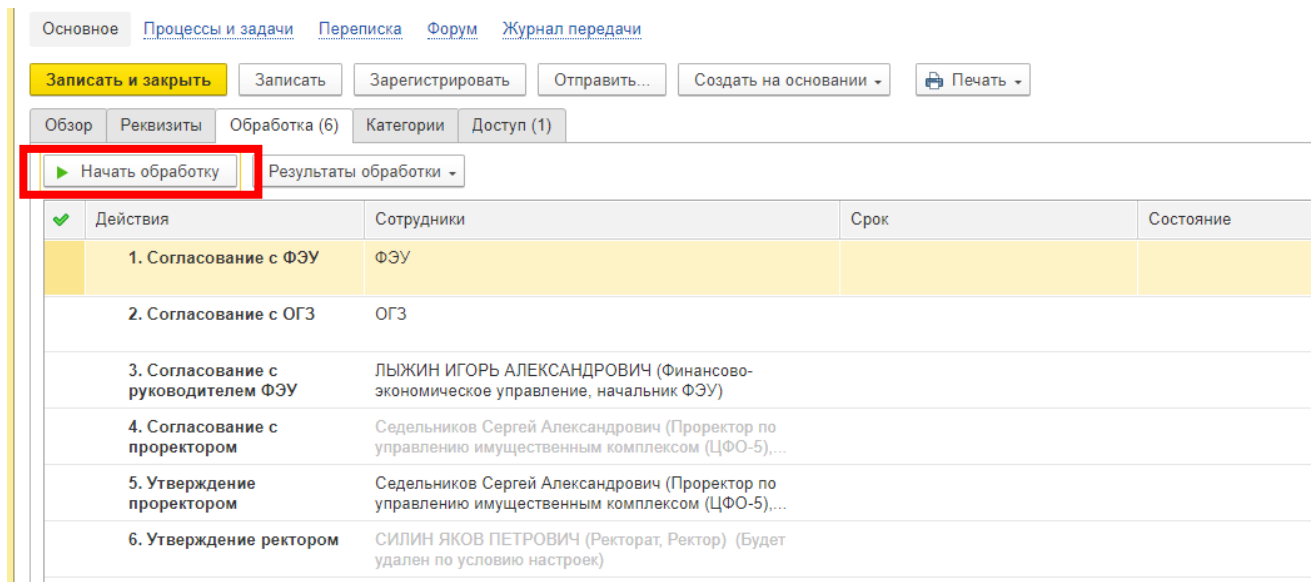 Основное Процессы и задачи Переписка Форум Журнал передачи
Записать и закрыть Записать Зарегистрировать Отправить... Создать на основании Печать
Обзор Реквизиты Обработка (6) Категории Доступ (1)
Начать обработку Результаты обработки
Действия Сотрудники Срок Состояние
1. Согласование с ФЭУ ФЭУ
2. Согласование с ОГЗ ОГЗ
3. Согласование с ЛЫЖИН ИГОРЬ АЛЕКСАНДРОВИЧ (Финансово-
руководителем ФЭУ экономическое управление, начальник ФЭУ)
4. Согласование с Седельников Сергей Александрович (Проректор по
проректором управлению имущественным комплексом (ЦФО-5),...
5. Утверждение Седельников Сергей Александрович (Проректор по
проректором управлению имущественным комплексом (ЦФО-5),...
6. Утверждение ректором СИЛИН ЯКОВ ПЕТРОВИЧ (Ректорат, Ректор) (Будет
удален по условию настроек)